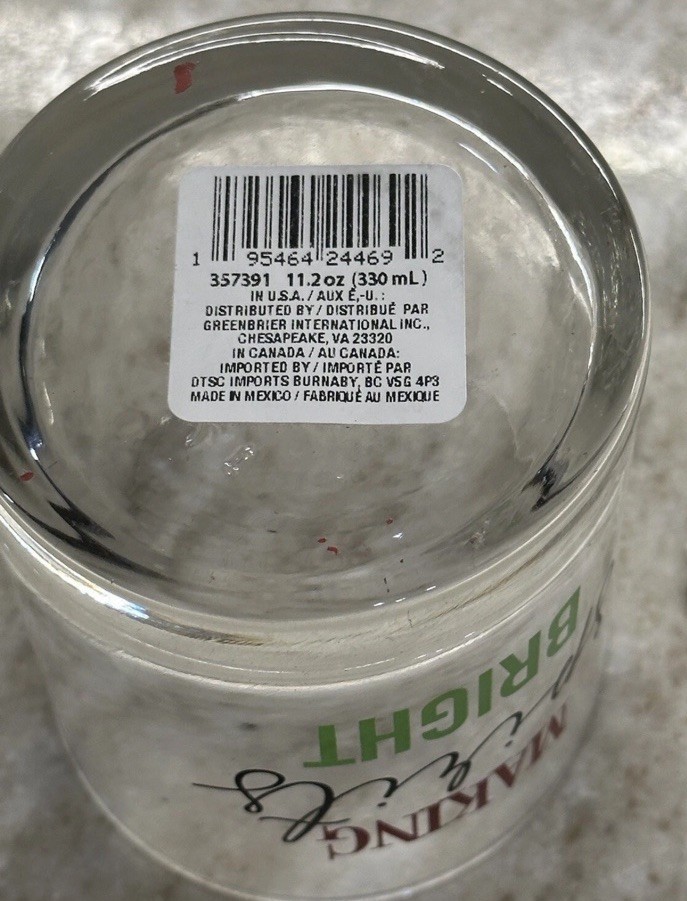 1 95464 24469 2
357391 11.2oz (330 mL)
IN U.S.A. / AUX É,-U. :
DISTRIBUTED BY / DISTRIBUÉ PAR
GREENBRIER INTERNATIONAL INC.,
CHESAPEAKE, VA 23320
IN CANADA / AU CANADA:
IMPORTED BY / IMPORTÉ PAR
DTSC IMPORTS BURNABY, BC V5G 4P3
MADE IN MEXICO / FABRIQUÉ AU MEXIQUE
MAKING
Spirits
BRIGHT